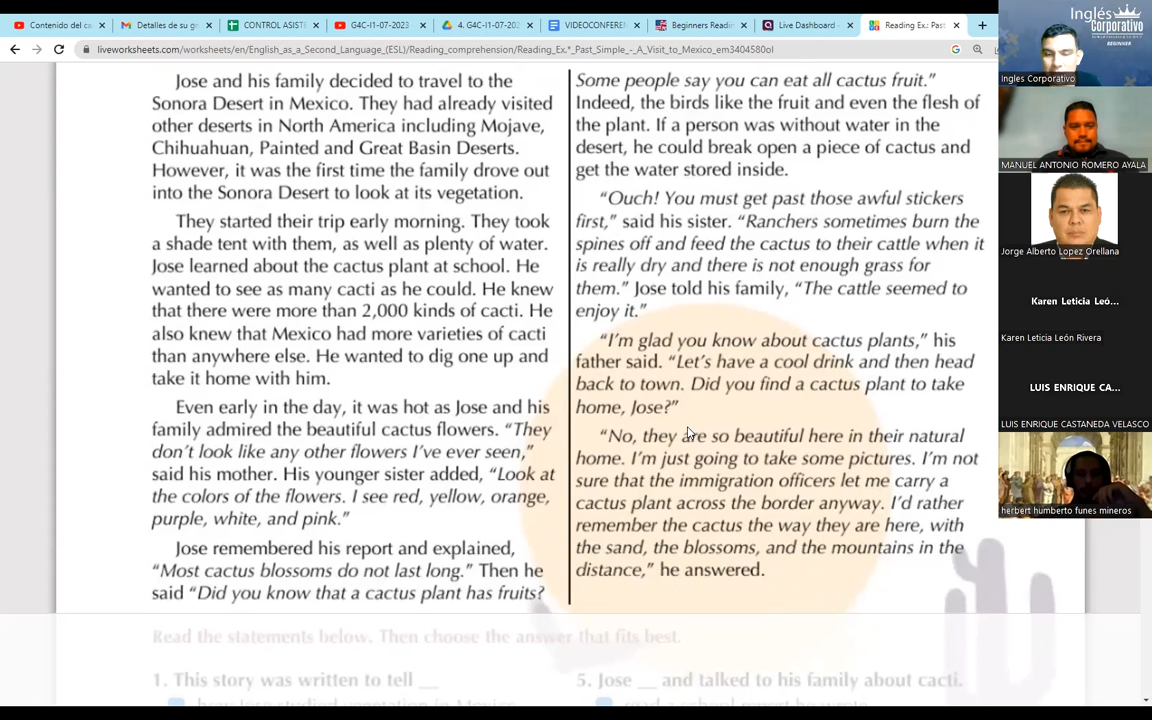 Contenido del ca
Detalles de su g
CONTROL ASIST
G4C-I1-07-2023
4. G4C-I1-07-202
VIDEOCONFEREN
Beginners Readin
Live Dashboard -
Reading Ex.: Past
liveworksheets.com/worksheets/en/English_as_a_Second_Language_(ESL)/Reading_comprehension/Reading_Ex.*_Past_Simple_-_A_Visit_to_Mexico_em3404580ol
Jose and his family decided to travel to the
Sonora Desert in Mexico. They had already visited
other deserts in North America including Mojave,
Chihuahuan, Painted and Great Basin Deserts.
However, it was the first time the family drove out
into the Sonora Desert to look at its vegetation.
They started their trip early morning. They took
a shade tent with them, as well as plenty of water.
Jose learned about the cactus plant at school. He
wanted to see as many cacti as he could. He knew
that there were more than 2,000 kinds of cacti. He
also knew that Mexico had more varieties of cacti
than anywhere else. He wanted to dig one up and
take it home with him.
Even early in the day, it was hot as Jose and his
family admired the beautiful cactus flowers. “They
don’t look like any other flowers I’ve ever seen,”
said his mother. His younger sister added, “Look at
the colors of the flowers. I see red, yellow, orange,
purple, white, and pink.”
Jose remembered his report and explained,
“Most cactus blossoms do not last long.” Then he
said “Did you know that a cactus plant has fruits?
Some people say you can eat all cactus fruit.”
Indeed, the birds like the fruit and even the flesh of
the plant. If a person was without water in the
desert, he could break open a piece of cactus and
get the water stored inside.
“Ouch! You must get past those awful stickers
first,” said his sister. “Ranchers sometimes burn the
spines off and feed the cactus to their cattle when it
is really dry and there is not enough grass for
them.” Jose told his family, “The cattle seemed to
enjoy it.”
“I’m glad you know about cactus plants,” his
father said. “Let’s have a cool drink and then head
back to town. Did you find a cactus plant to take
home, Jose?”
“No, they are so beautiful here in their natural
home. I’m just going to take some pictures. I’m not
sure that the immigration officers let me carry a
cactus plant across the border anyway. I’d rather
remember the cactus the way they are here, with
the sand, the blossoms, and the mountains in the
distance,” he answered.
Read the statements below. Then choose the answer that fits best.
1. This story was written to tell __
how Jose studied vegetation in Mexico
5. Jose __ and talked to his family about cacti.
read a school report he wrote
Inglés
Corporativo
BEGINNER
Ingles Corporativo
MANUEL ANTONIO ROMERO AYALA
Jorge Alberto Lopez Orellana
Karen Leticia Leó...
Karen Leticia León Rivera
LUIS ENRIQUE CA...
LUIS ENRIQUE CASTANEDA VELASCO
herbert humberto funes mineros